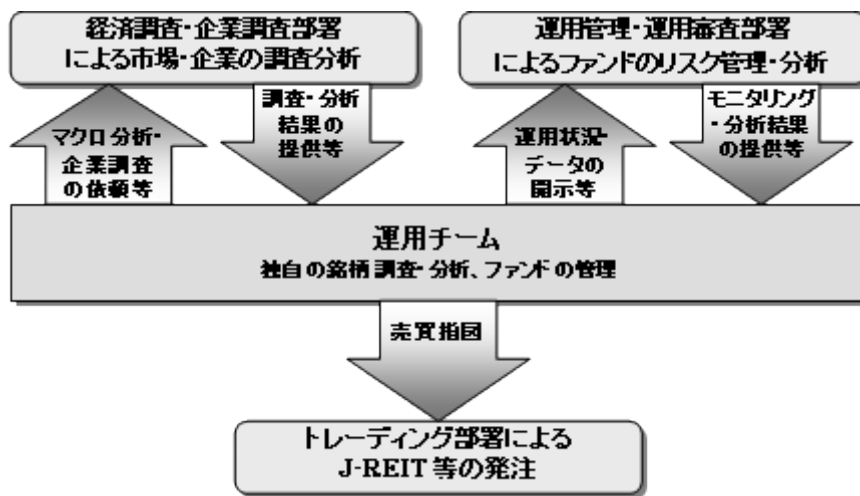 経済調査・企業調査部署
による市場・企業の調査分析
運用管理・運用審査部署
によるファンドのリスク管理・分析
マクロ分析・
企業調査
の依頼等
調査・分析
結果の
提供等
運用状況・
データの
開示等
モニタリング
・分析結果
の提供等
運用チーム
独自の銘柄調査・分析、ファンドの管理
売買指図
トレーディング部署による
J-REIT等の発注